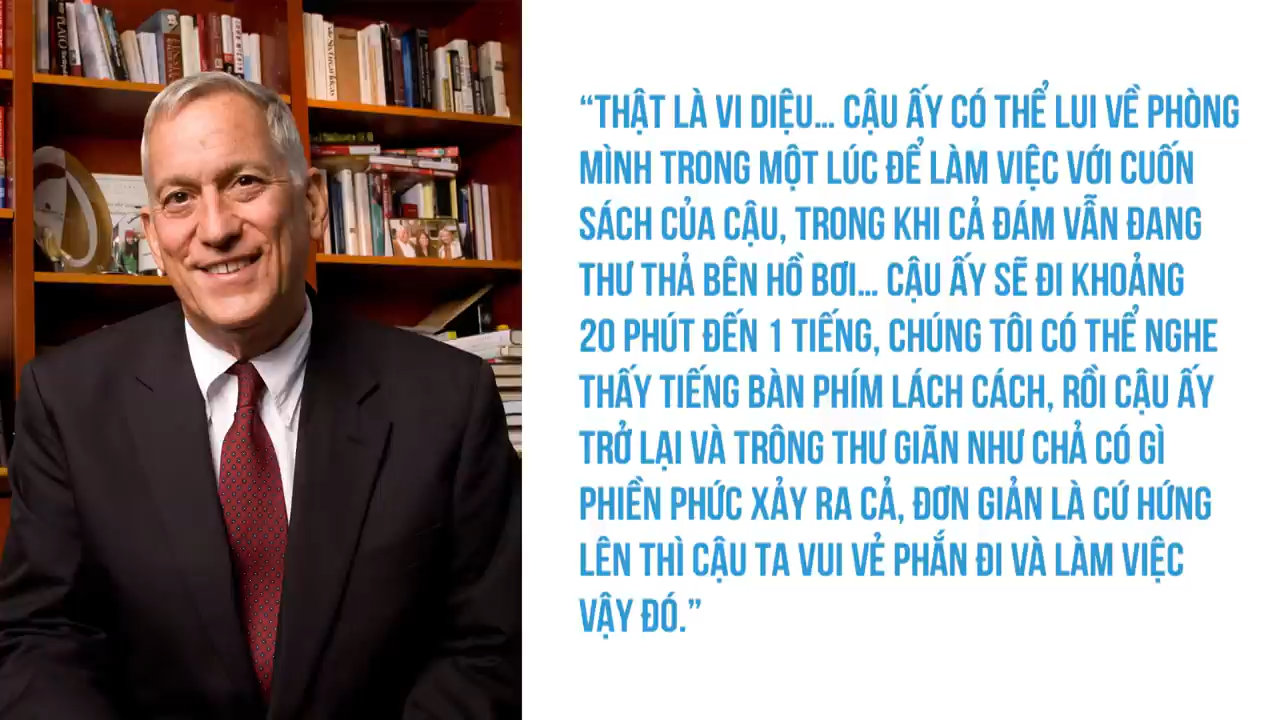 PLATO
“THẬT LÀ VI DIỆU... CẬU ẤY CÓ THỂ LUI VỀ PHÒNG
MÌNH TRONG MỘT LÚC ĐỂ LÀM VIỆC VỚI CUỐN
SÁCH CỦA CẬU, TRONG KHI CẢ ĐÁM VẪN ĐANG
THƯ THẢ BÊN HỒ BƠI... CẬU ẤY SẼ ĐI KHOẢNG
20 PHÚT ĐẾN 1 TIẾNG, CHÚNG TÔI CÓ THỂ NGHE
THẤY TIẾNG BÀN PHÍM LÁCH CÁCH, RỒI CẬU ẤY
TRỞ LẠI VÀ TRÔNG THƯ GIÃN NHƯ CHẢ CÓ GÌ
PHIỀN PHỨC XẢY RA CẢ, ĐƠN GIẢN LÀ CỨ HỨNG
LÊN THÌ CẬU TA VUI VẺ PHẮN ĐI VÀ LÀM VIỆC
VẬY ĐÓ.”